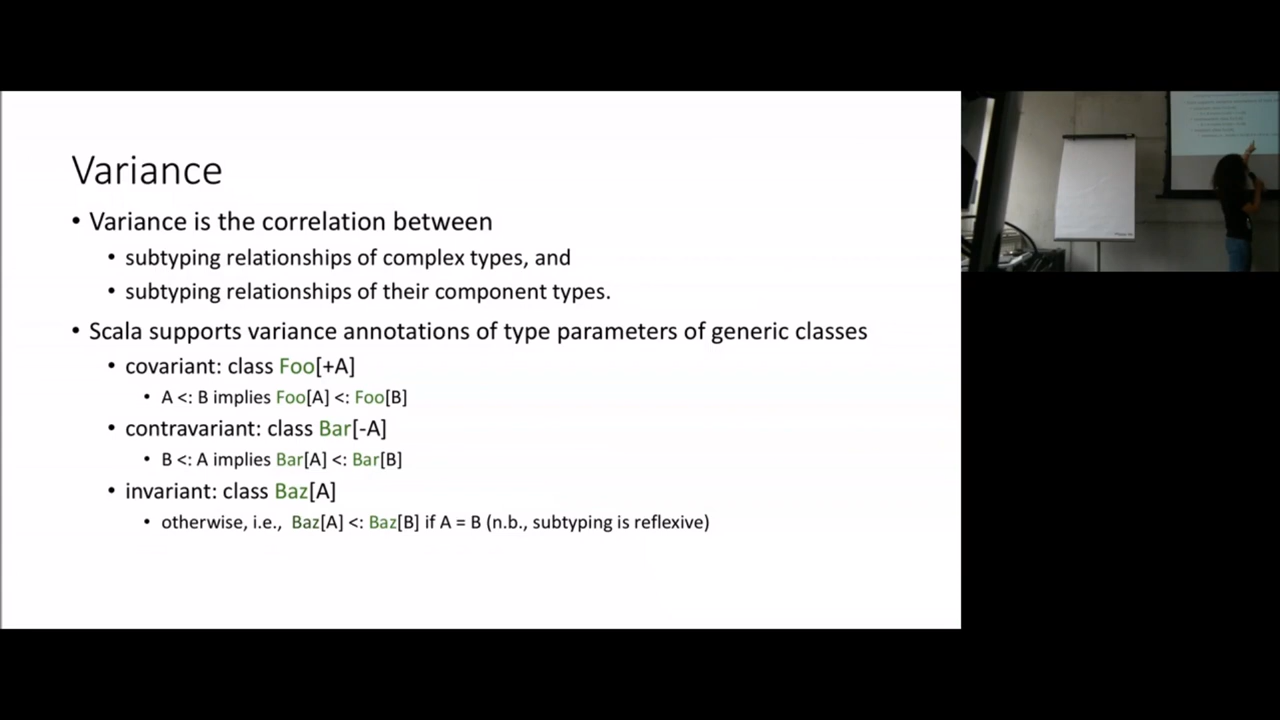 Variance
• Variance is the correlation between
• subtyping relationships of complex types, and
• subtyping relationships of their component types.
• Scala supports variance annotations of type parameters of generic classes
• covariant: class Foo[+A]
• A <: B implies Foo[A] <: Foo[B]
• contravariant: class Bar[-A]
• B <: A implies Bar[A] <: Bar[B]
• invariant: class Baz[A]
• otherwise, i.e., Baz[A] <: Baz[B] if A = B (n.b., subtyping is reflexive)